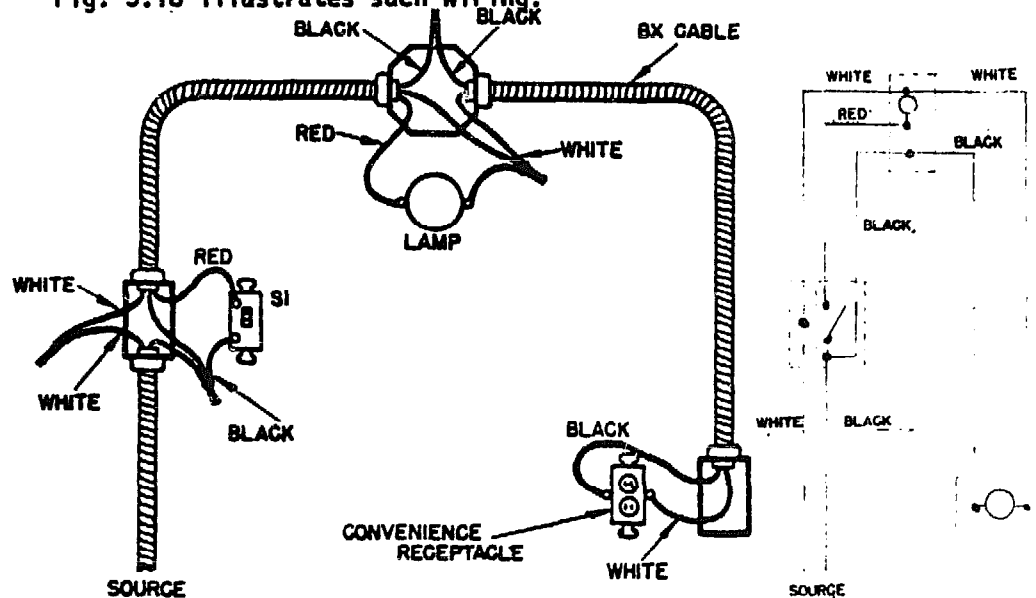 Fig. 5.18 illustrates such wiring.
BLACK
BLACK
BX CABLE
RED
WHITE
LAMP
RED
WHITE
S1
WHITE
BLACK
BLACK
CONVENIENCE
RECEPTACLE
WHITE
SOURCE
WHITE
WHITE
RED
BLACK
BLACK
WHITE
BLACK
SOURCE